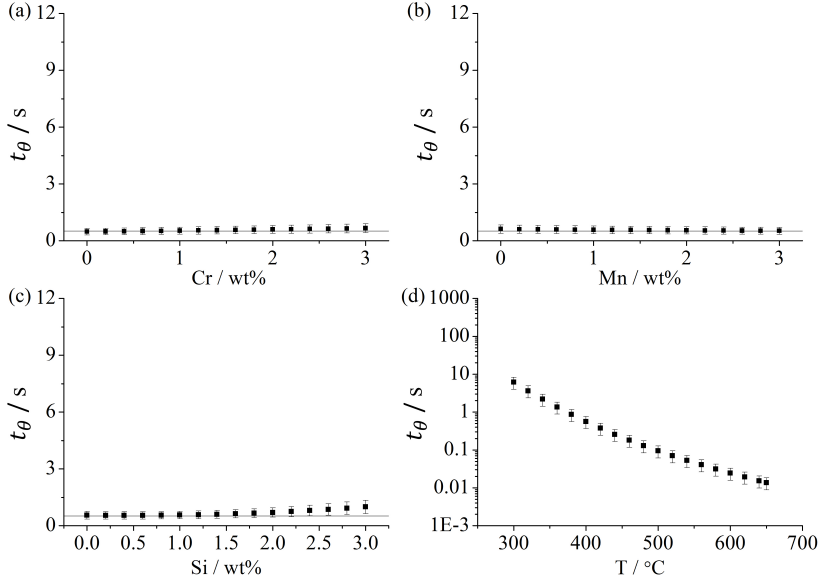 (a)
12
9
6
3
0
t_θ / s
0 1 2 3
Cr / wt%
(b)
12
9
6
3
0
t_θ / s
0 1 2 3
Mn / wt%
(c)
12
9
6
3
0
t_θ / s
0.0 0.5 1.0 1.5 2.0 2.5 3.0
Si / wt%
(d)
1000
100
10
1
0.1
0.01
1E-3
t_θ / s
300 400 500 600 700
T / °C